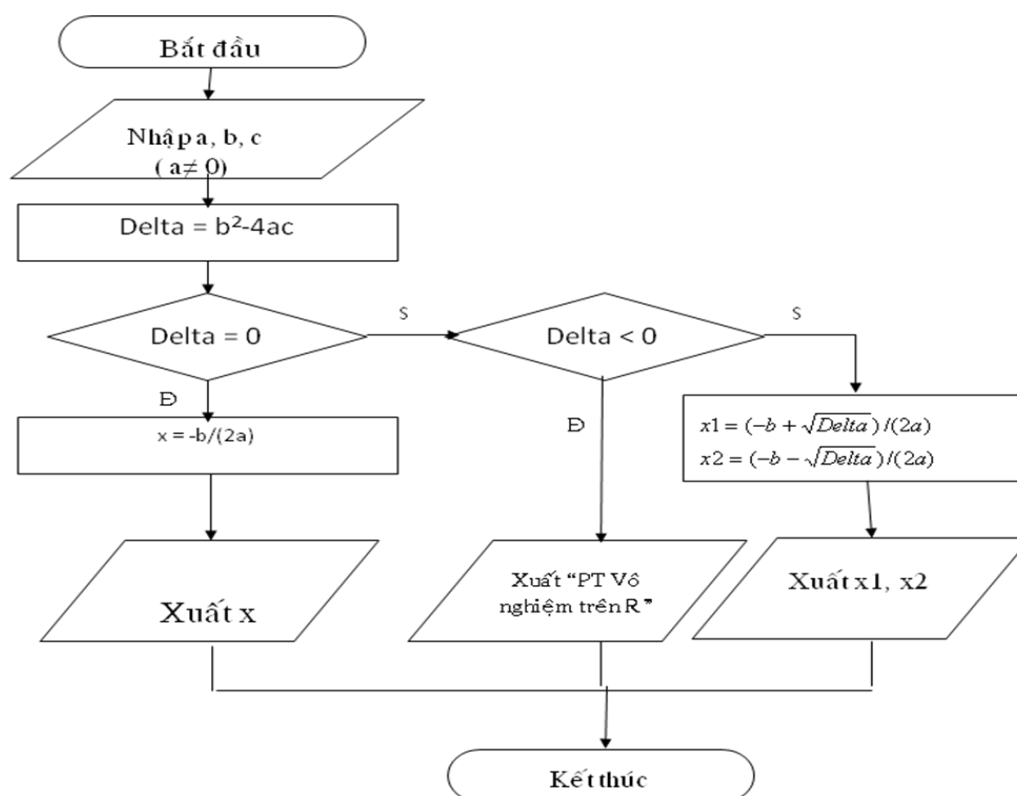 Bắt đầu
Nhập a, b, c
( a≠ 0)
Delta = b²-4ac
Delta = 0
S
Delta < 0
S
Đ
x = -b/(2a)
Đ
x1 = (-b + √Delta)/(2a)
x2 = (-b - √Delta)/(2a)
Xuất x
Xuất “PT Vô
nghiệm trên R”
Xuất x1, x2
Kết thúc